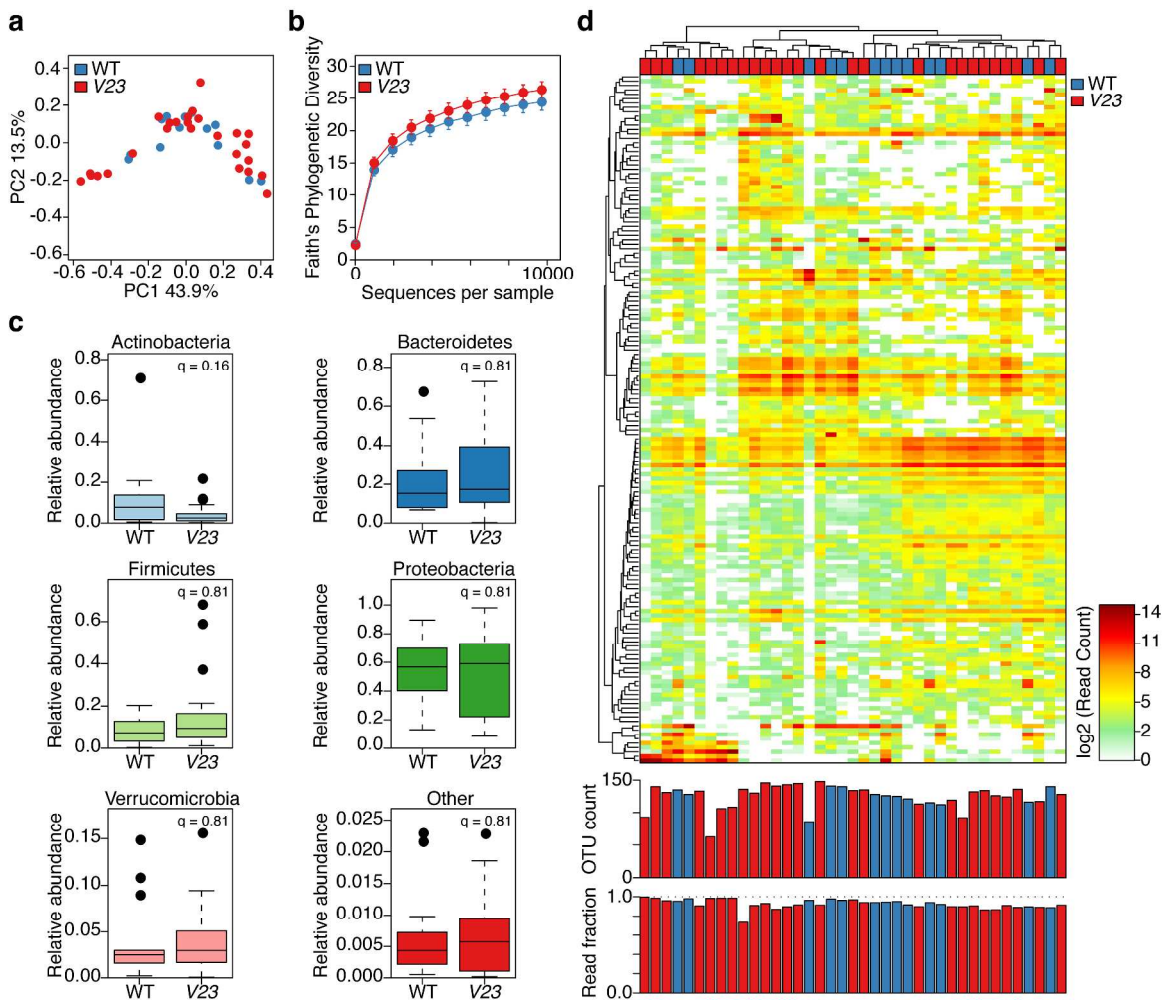 a
WT
V23
0.4
0.2
0.0
-0.2
-0.4
-0.6
-0.6
-0.4
-0.2
0.0
0.2
0.4
PC2 13.5%
PC1 43.9%
b
WT
V23
30
25
20
15
10
5
0
0
10000
Faith's Phylogenetic Diversity
Sequences per sample
c
Actinobacteria
q = 0.16
0.8
0.6
0.4
0.2
0.0
Relative abundance
WT
V23
Bacteroidetes
q = 0.81
0.8
0.6
0.4
0.2
0.0
Relative abundance
WT
V23
Firmicutes
q = 0.81
0.8
0.6
0.4
0.2
0.0
Relative abundance
WT
V23
Proteobacteria
q = 0.81
1.0
0.8
0.6
0.4
0.2
0.0
Relative abundance
WT
V23
Verrucomicrobia
q = 0.81
0.15
0.10
0.05
0.00
Relative abundance
WT
V23
Other
q = 0.81
0.025
0.020
0.015
0.010
0.005
0.000
Relative abundance
WT
V23
d
WT
V23
14
11
8
5
2
0
log2 (Read Count)
150
0
OTU count
1.0
0.0
Read fraction